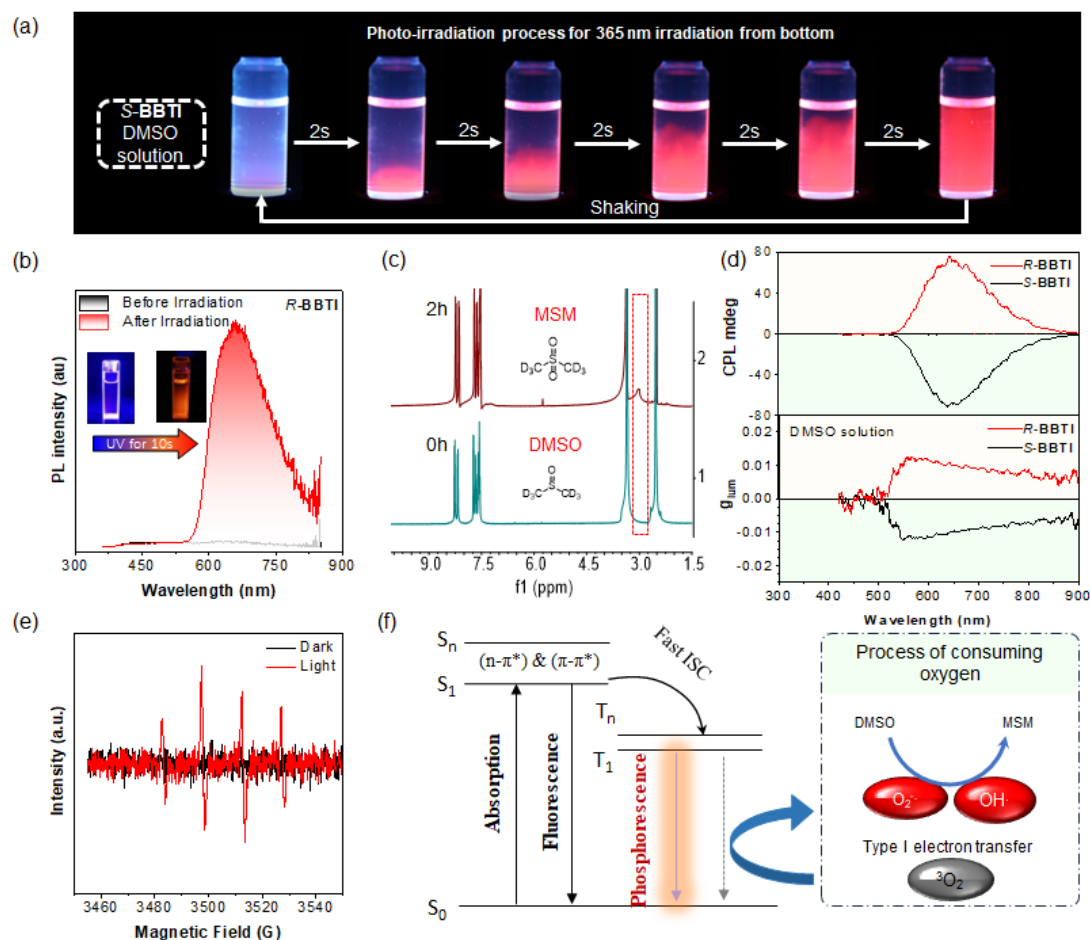 (a)
Photo-irradiation process for 365 nm irradiation from bottom
S-BBTI
DMSO
solution
2s
2s
2s
2s
2s
Shaking
(b)
Before Irradiation
After Irradiation
R-BBTI
UV for 10s
PL intensity (au)
300 450 600 750 900
Wavelength (nm)
(c)
2h
MSM
D₃C S CD₃
O
O
2
0h
DMSO
O
D₃C S CD₃
1
10.0 9.0 7.5 6.0 4.5 3.0 1.5
f1 (ppm)
(d)
80
40
0
-40
-80
CPL mdeg
R-BBTI
S-BBTI
0.02
0.01
0.00
-0.01
-0.02
glum
DMSO solution
R-BBTI
S-BBTI
300 400 500 600 700 800 900
Wavelength (nm)
(e)
Dark
Light
Intensity (a.u.)
3460 3480 3500 3520 3540
Magnetic Field (G)
(f)
Sn
(n-π*) & (π-π*)
S1
Fast ISC
Tn
T1
Absorption
Fluorescence
Phosphorescence
S0
Process of consuming
oxygen
DMSO
MSM
O₂⁻·
OH·
Type I electron transfer
³O₂